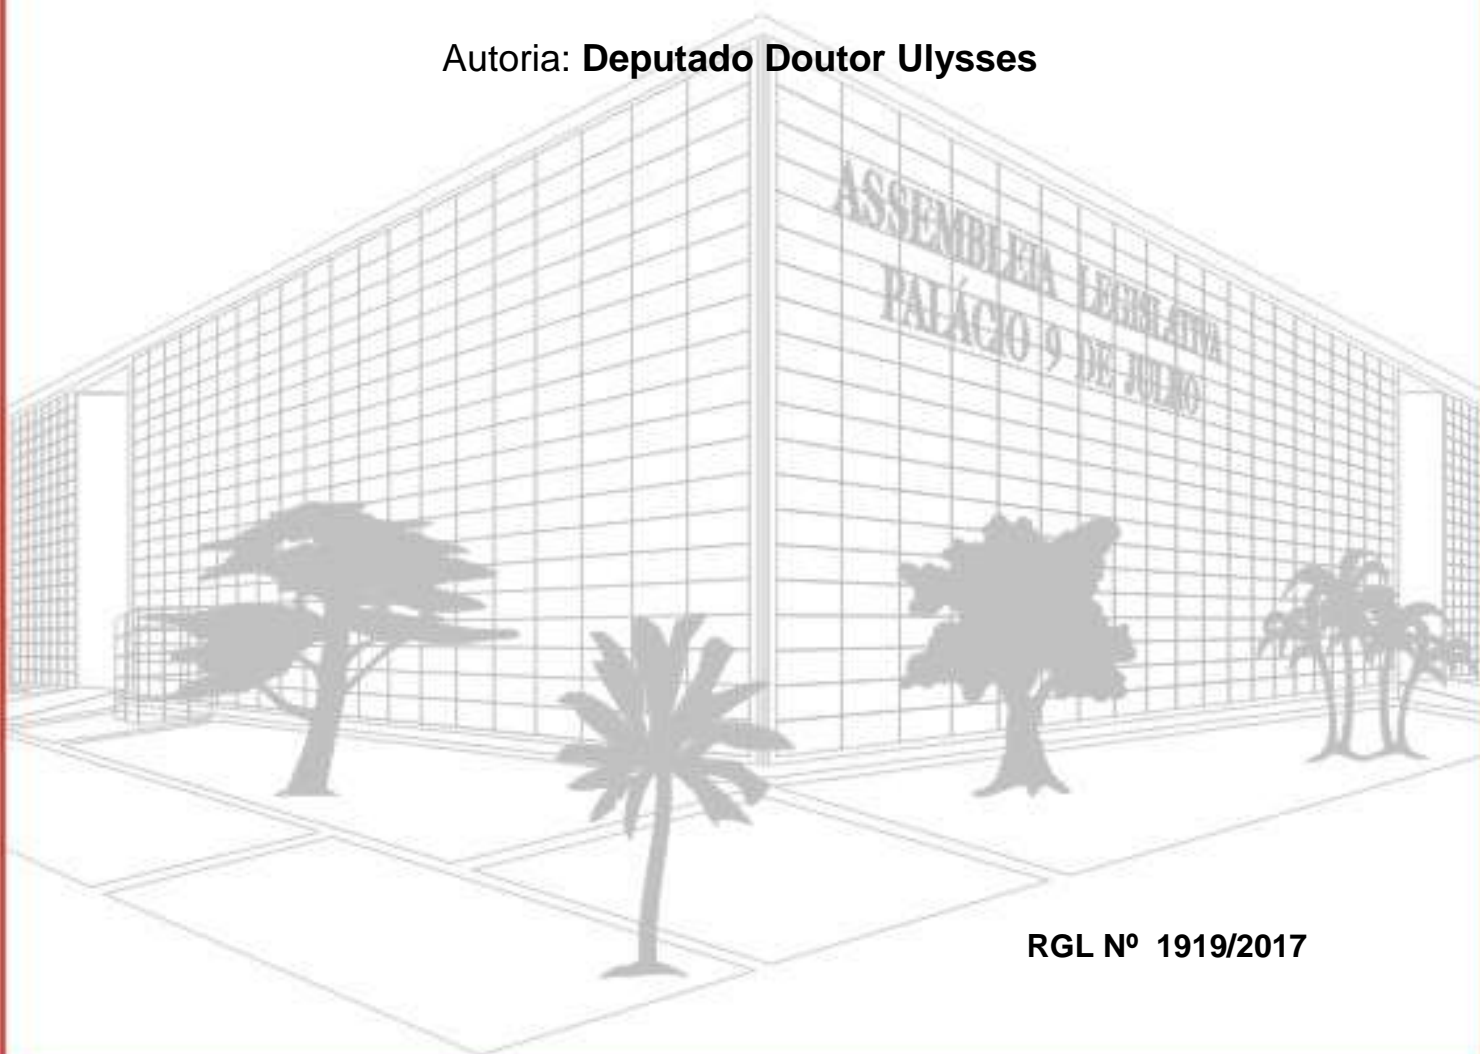 Autoria: Deputado Doutor Ulysses
ASSEMBLEIA LEGISLATIVA
PALÁCIO 9 DE JULHO
RGL Nº 1919/2017